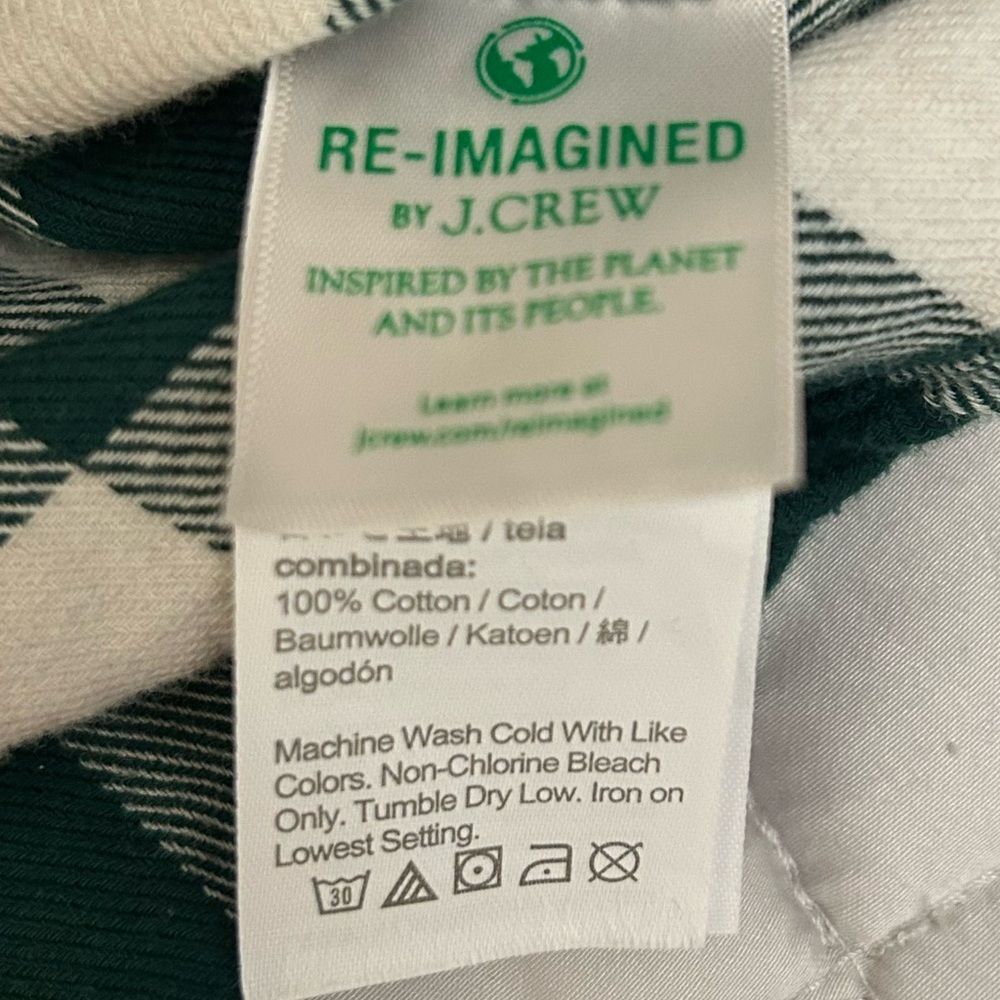 RE-IMAGINED
BY J.CREW
INSPIRED BY THE PLANET
AND ITS PEOPLE.
Learn more at
jcrew.com/reimagined
/ tela
combinada:
100% Cotton / Coton /
Baumwolle / Katoen / 綿 /
algodón
Machine Wash Cold With Like
Colors. Non-Chlorine Bleach
Only. Tumble Dry Low. Iron on
Lowest Setting.
30